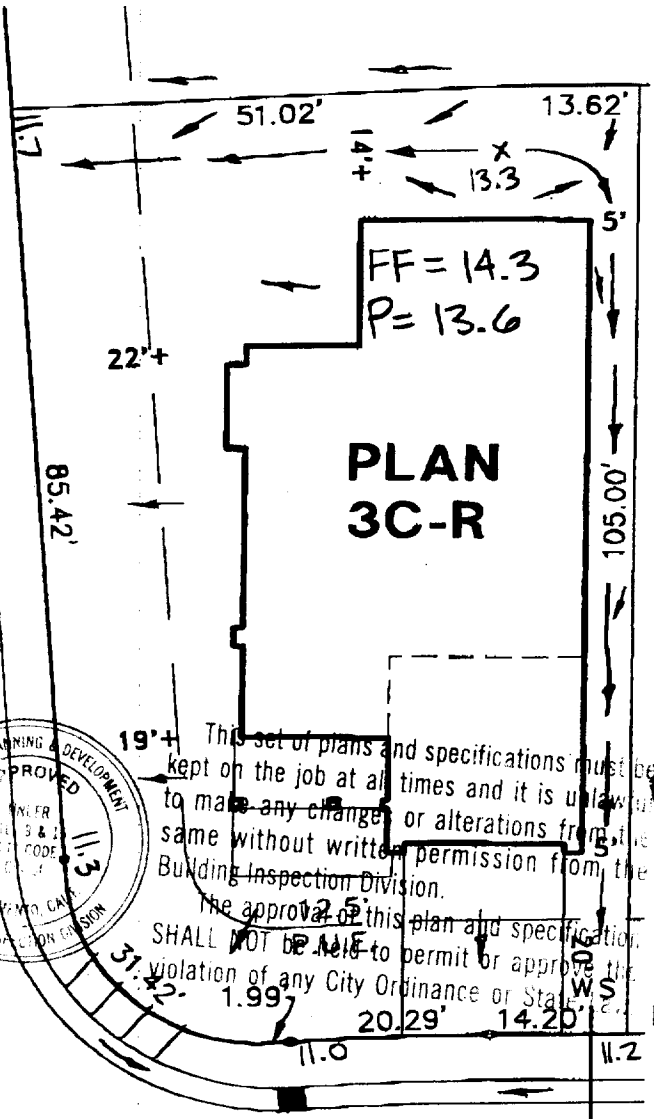 51.02'
13.62'
11.7
14'+
X
13.3
5'
FF = 14.3
P = 13.6
22'+
PLAN
3C-R
85.42'
105.00'
19'+
This set of plans and specifications must be
kept on the job at all times and it is unlawful
to make any changes or alterations from the
same without written permission from the
Building Inspection Division.
The approval of this plan and specification
SHALL NOT be held to permit or approve the
violation of any City Ordinance or State
PLANNING & DEVELOPMENT
APPROVED
CODE
DIVISION
11.3
5'
12.5'
P.U.E.
20'
W S
31.42'
1.99'
20.29'
14.20'
11.0
11.2